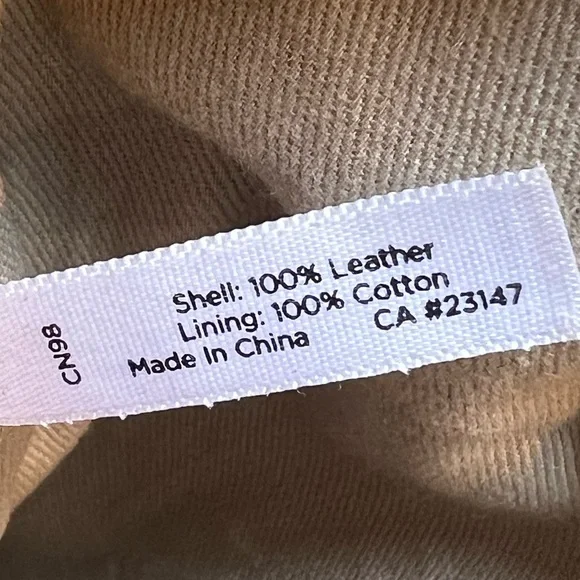 Shell: 100% Leather
Lining: 100% Cotton
Made In China CA #23147
CN98